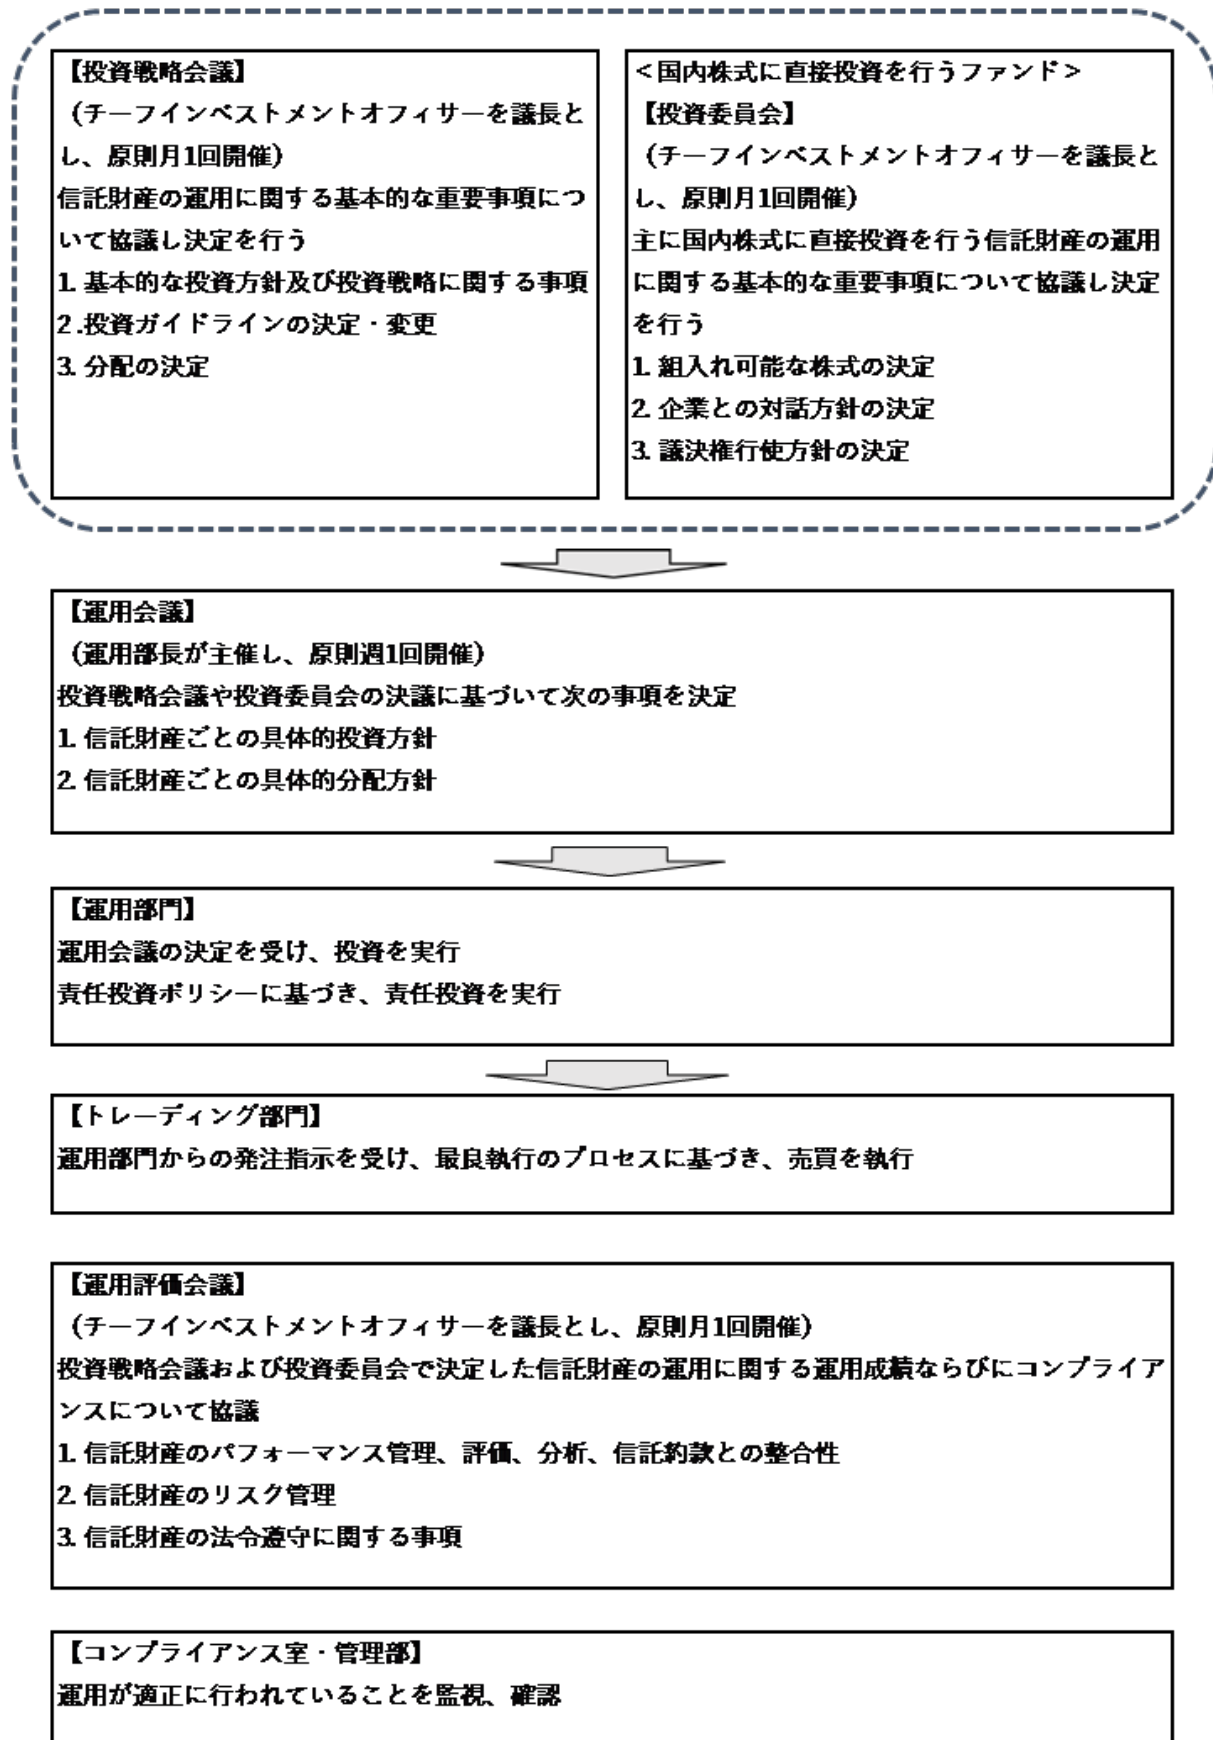 【投資戦略会議】
（チーフインベストメントオフィサーを議長と
し、原則月1回開催）
信託財産の運用に関する基本的な重要事項につ
いて協議し決定を行う
1. 基本的な投資方針及び投資戦略に関する事項
2 .投資ガイドラインの決定・変更
3. 分配の決定
＜国内株式に直接投資を行うファンド＞
【投資委員会】
（チーフインベストメントオフィサーを議長と
し、原則月1回開催）
主に国内株式に直接投資を行う信託財産の運用
に関する基本的な重要事項について協議し決定
を行う
1. 組入れ可能な株式の決定
2. 企業との対話方針の決定
3. 議決権行使方針の決定
【運用会議】
（運用部長が主催し、原則週1回開催）
投資戦略会議や投資委員会の決議に基づいて次の事項を決定
1. 信託財産ごとの具体的投資方針
2. 信託財産ごとの具体的分配方針
【運用部門】
運用会議の決定を受け、投資を実行
責任投資ポリシーに基づき、責任投資を実行
【トレーディング部門】
運用部門からの発注指示を受け、最良執行のプロセスに基づき、売買を執行
【運用評価会議】
（チーフインベストメントオフィサーを議長とし、原則月1回開催）
投資戦略会議および投資委員会で決定した信託財産の運用に関する運用成績ならびにコンプライア
ンスについて協議
1. 信託財産のパフォーマンス管理、評価、分析、信託約款との整合性
2. 信託財産のリスク管理
3. 信託財産の法令遵守に関する事項
【コンプライアンス室・管理部】
運用が適正に行われていることを監視、確認